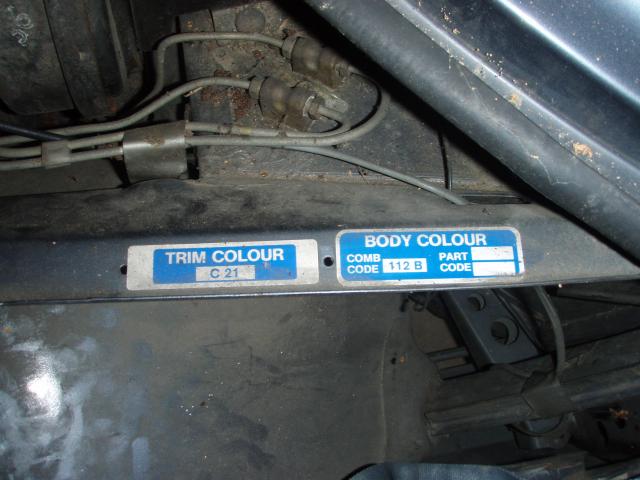 TRIM COLOUR
C 21
BODY COLOUR
COMB CODE 112 B PART CODE